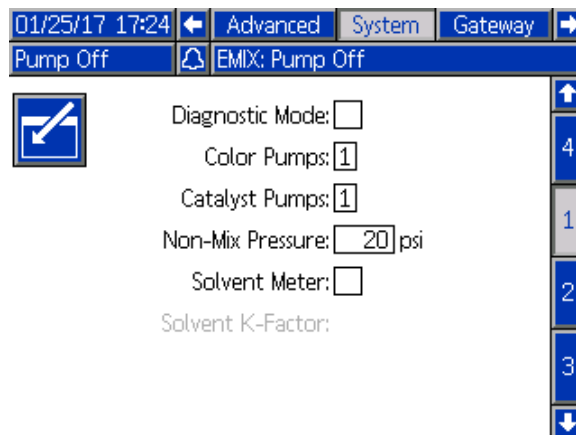 01/25/17 17:24 Advanced System Gateway
Pump Off EMIX: Pump Off
Diagnostic Mode:
Color Pumps: 1
Catalyst Pumps: 1
Non-Mix Pressure: 20 psi
Solvent Meter:
Solvent K-Factor:
4
1
2
3